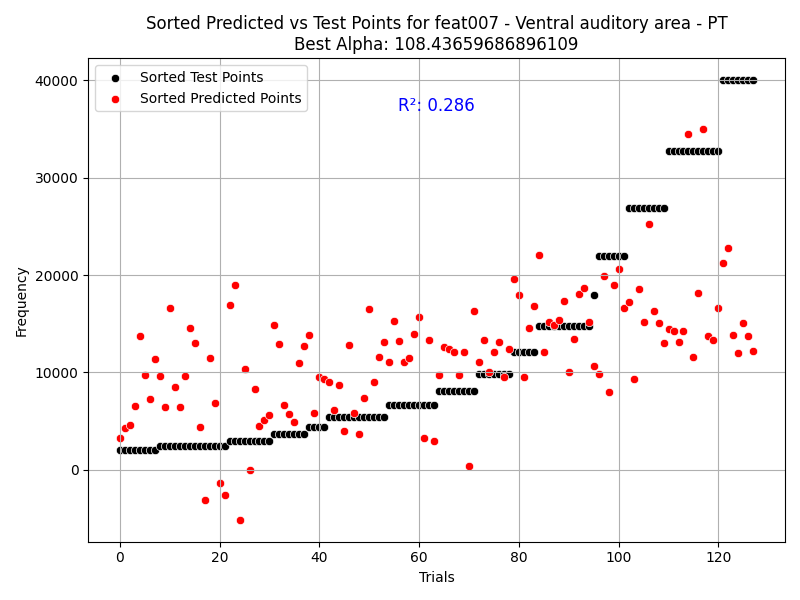 Sorted Predicted vs Test Points for feat007 - Ventral auditory area - PT
Best Alpha: 108.43659686896109
Sorted Test Points
Sorted Predicted Points
R²: 0.286
40000
30000
20000
10000
0
Frequency
0 20 40 60 80 100 120
Trials